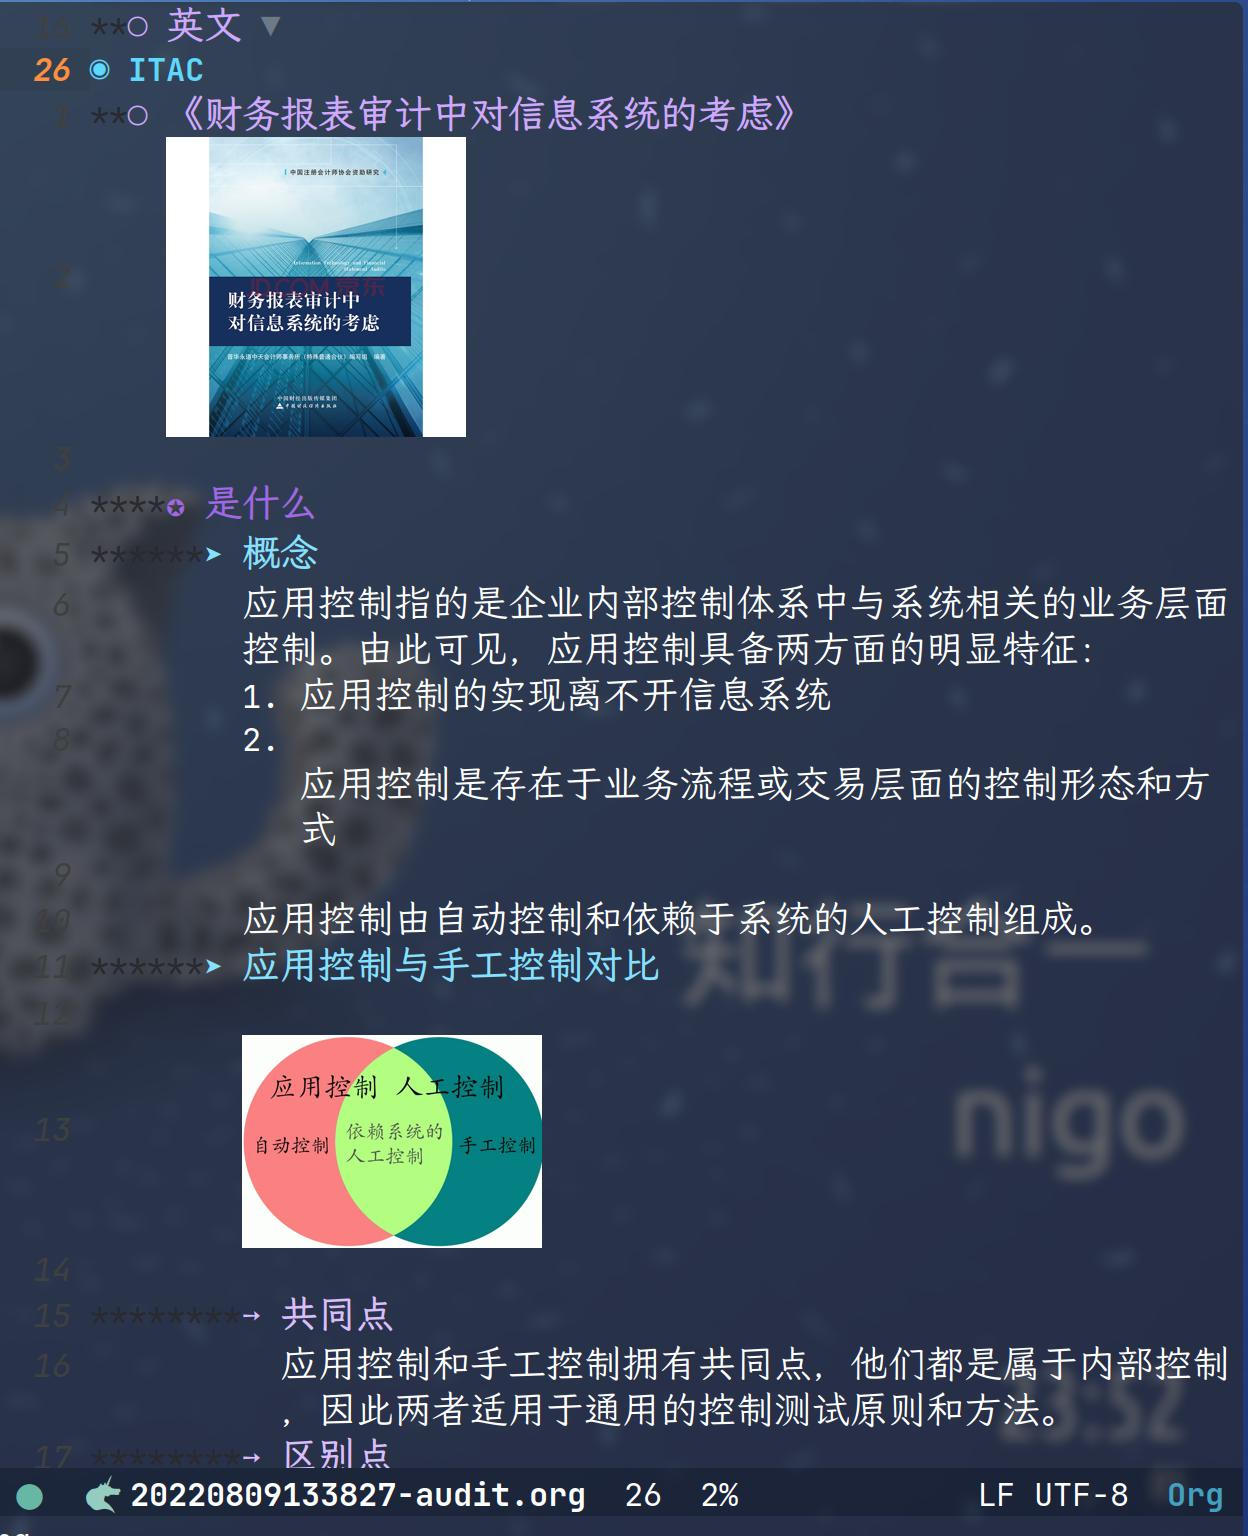 16 **○ 英文 ▼
26 ◉ ITAC
1 **○ 《财务报表审计中对信息系统的考虑》
中国注册会计师协会资助研究
Information Technology and Financial
Statement Audits
JD.COM 京东
财务报表审计中
对信息系统的考虑
普华永道中天会计师事务所(特殊普通合伙)编写组 编著
中国财经出版传媒集团
中国财政经济出版社
2
3
4 ****✪ 是什么
5 ******➤ 概念
6 应用控制指的是企业内部控制体系中与系统相关的业务层面
控制。由此可见,应用控制具备两方面的明显特征:
7 1. 应用控制的实现离不开信息系统
8 2.
应用控制是存在于业务流程或交易层面的控制形态和方
式
9
10 应用控制由自动控制和依赖于系统的人工控制组成。
11 ******➤ 应用控制与手工控制对比
知行合一
12
nigo
应用控制 人工控制
自动控制 依赖系统的 手工控制
人工控制
13
14
15 ********→ 共同点
16 应用控制和手工控制拥有共同点,他们都是属于内部控制
,因此两者适用于通用的控制测试原则和方法。
23:52
17 ********→ 区别点
20220809133827-audit.org 26 2% LF UTF-8 Org